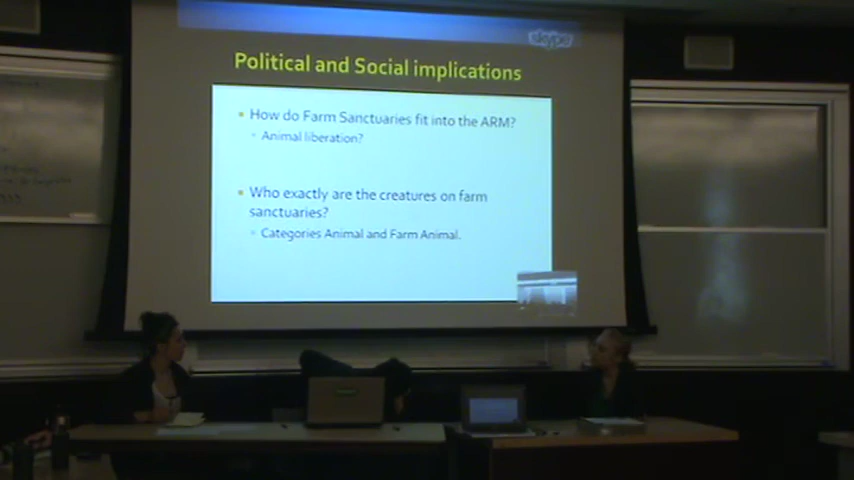 skype
Political and Social implications
How do Farm Sanctuaries fit into the ARM?
Animal liberation?
Who exactly are the creatures on farm
sanctuaries?
Categories Animal and Farm Animal.